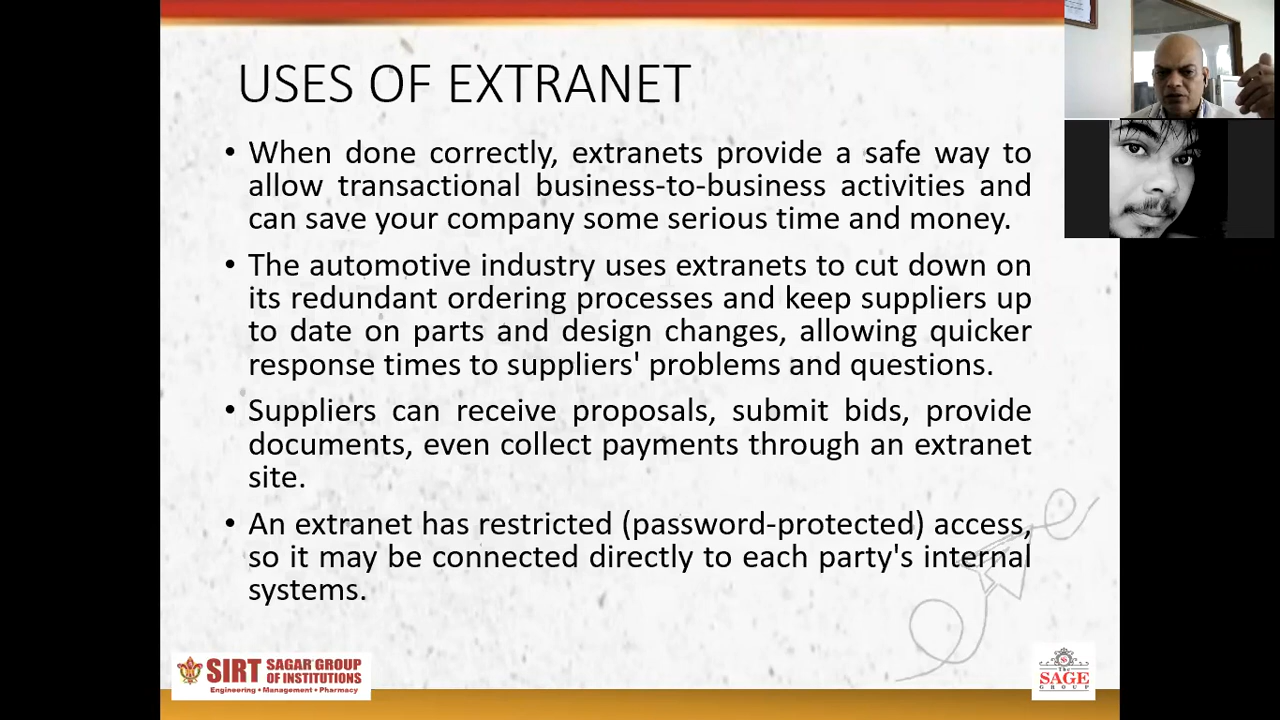 USES OF EXTRANET
• When done correctly, extranets provide a safe way to
allow transactional business-to-business activities and
can save your company some serious time and money.
• The automotive industry uses extranets to cut down on
its redundant ordering processes and keep suppliers up
to date on parts and design changes, allowing quicker
response times to suppliers' problems and questions.
• Suppliers can receive proposals, submit bids, provide
documents, even collect payments through an extranet
site.
• An extranet has restricted (password-protected) access,
so it may be connected directly to each party's internal
systems.
SIRT SAGAR GROUP
OF INSTITUTIONS
Engineering • Management • Pharmacy
The
SAGE
GROUP